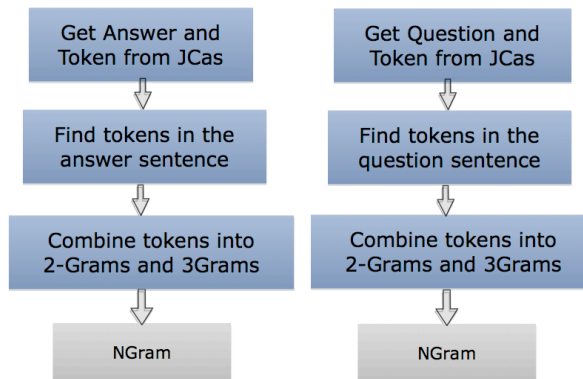 Get Answer and
Token from JCas
Find tokens in the
answer sentence
Combine tokens into
2-Grams and 3Grams
NGram
Get Question and
Token from JCas
Find tokens in the
question sentence
Combine tokens into
2-Grams and 3Grams
NGram